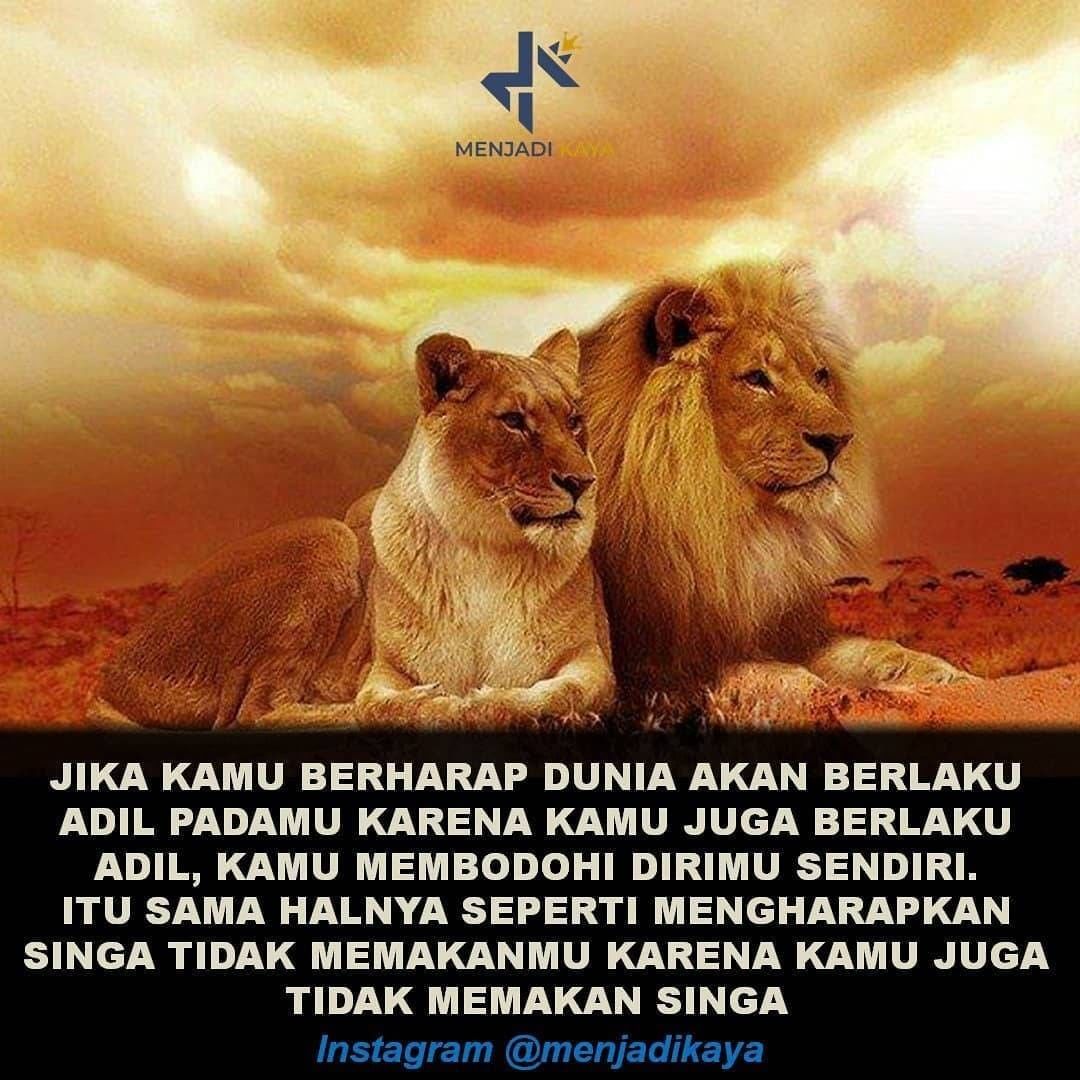 MENJADI KAYA
JIKA KAMU BERHARAP DUNIA AKAN BERLAKU
ADIL PADAMU KARENA KAMU JUGA BERLAKU
ADIL, KAMU MEMBODOHI DIRIMU SENDIRI.
ITU SAMA HALNYA SEPERTI MENGHARAPKAN
SINGA TIDAK MEMAKANMU KARENA KAMU JUGA
TIDAK MEMAKAN SINGA
Instagram @menjadikaya